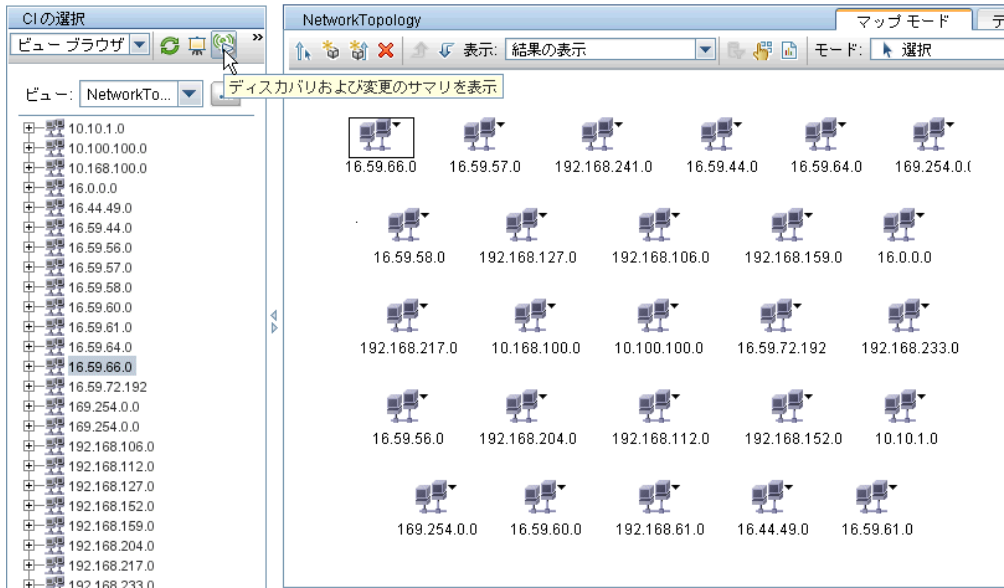 CIの選択
ビュー ブラウザ
»
ディスカバリおよび変更のサマリを表示
ビュー: NetworkTo... ...
10.10.1.0
10.100.100.0
10.168.100.0
16.0.0.0
16.44.49.0
16.59.44.0
16.59.56.0
16.59.57.0
16.59.58.0
16.59.60.0
16.59.61.0
16.59.64.0
16.59.66.0
16.59.72.192
169.254.0.0
169.254.0.0
192.168.106.0
192.168.112.0
192.168.127.0
192.168.152.0
192.168.159.0
192.168.204.0
192.168.217.0
192.168.233.0
NetworkTopology
マップ モード
テ
表示: 結果の表示
モード: 選択
16.59.66.0 16.59.57.0 192.168.241.0 16.59.44.0 16.59.64.0 169.254.0.(
16.59.58.0 192.168.127.0 192.168.106.0 192.168.159.0 16.0.0.0
192.168.217.0 10.168.100.0 10.100.100.0 16.59.72.192 192.168.233.0
16.59.56.0 192.168.204.0 192.168.112.0 192.168.152.0 10.10.1.0
169.254.0.0 16.59.60.0 192.168.61.0 16.44.49.0 16.59.61.0